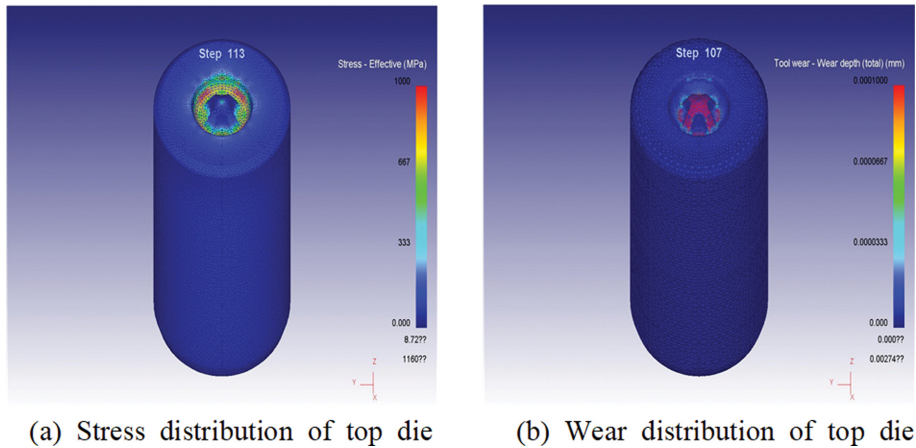 Step 113
Stress - Effective (MPa)
1000
667
333
0.000
8.72??
1160??
Z
Y
X
(a) Stress distribution of top die
Step 107
Tool wear - Wear depth (total) (mm)
0.0001000
0.0000667
0.0000333
0.000
0.000??
0.00274??
Z
Y
X
(b) Wear distribution of top die